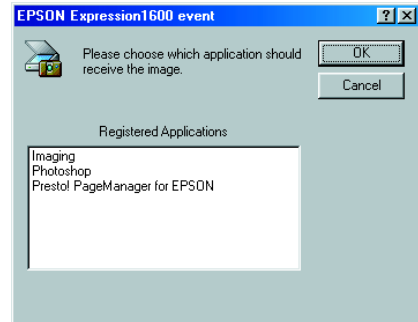 EPSON Expression1600 event
Please choose which application should
receive the image.
OK
Cancel
Registered Applications
Imaging
Photoshop
Presto! PageManager for EPSON